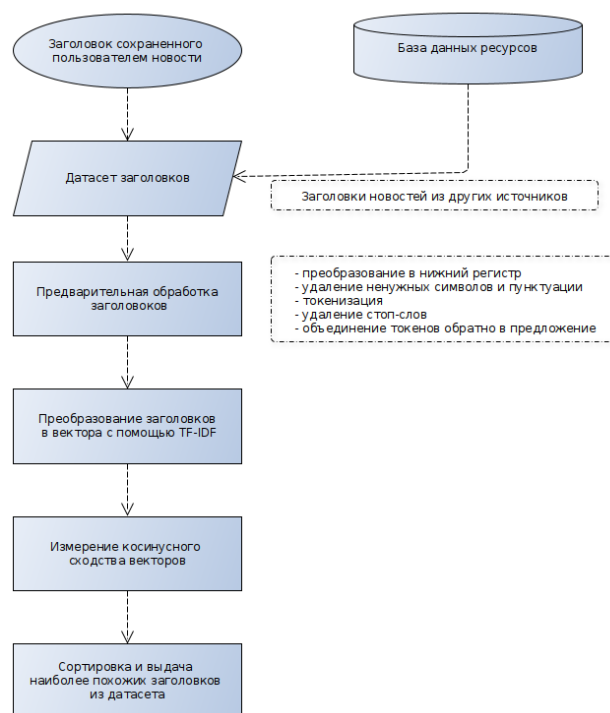 Заголовок сохраненного
пользователем новости
База данных ресурсов
Датасет заголовков
Заголовки новостей из других источников
Предварительная обработка
заголовоков
- преобразование в нижний регистр
- удаление ненужных символов и пунктуации
- токенизация
- удаление стоп-слов
- объединение токенов обратно в предложение
Преобразование заголовков
в вектора с помощью TF-IDF
Измерение косинусного
сходства векторов
Сортировка и выдача
наиболее похожих заголовков
из датасета